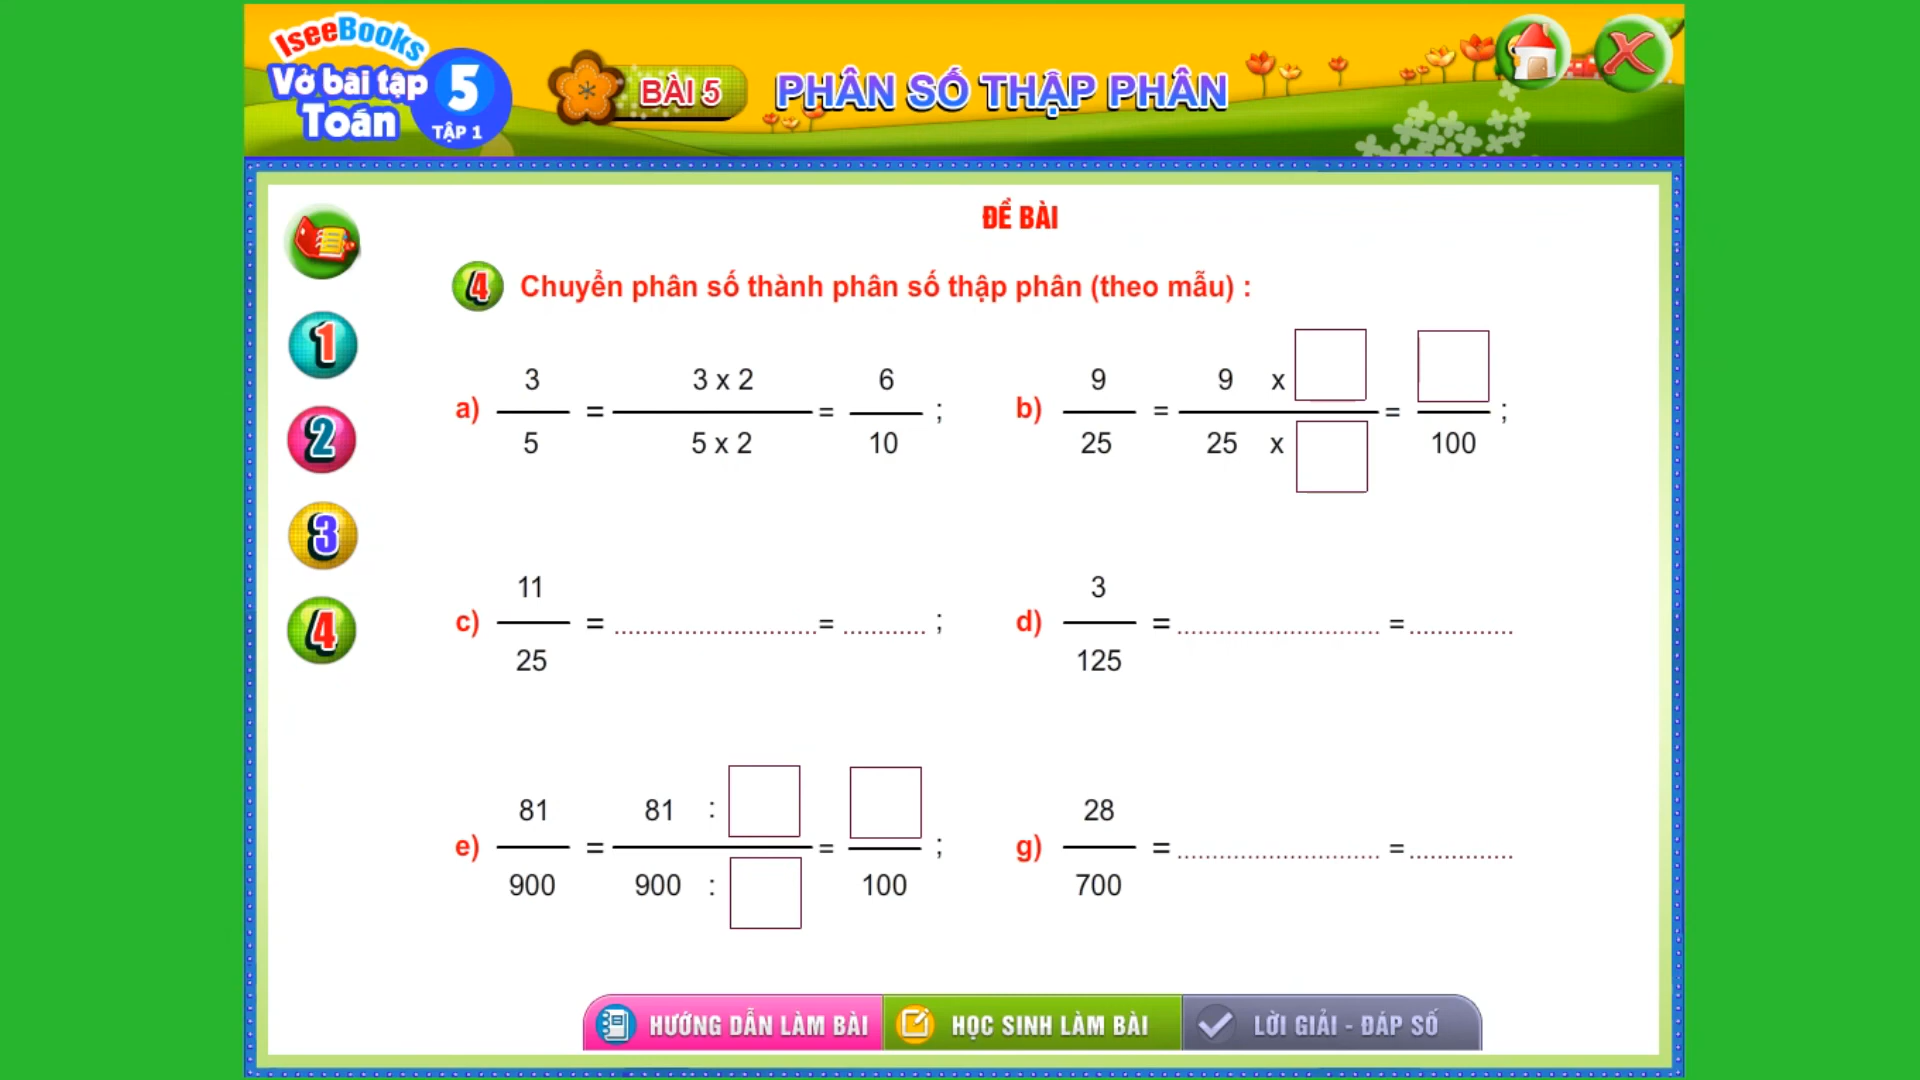 IseeBooks
Vở bài tập
Toán
5
TẬP 1
BÀI 5
PHÂN SỐ THẬP PHÂN
ĐỀ BÀI
4 Chuyển phân số thành phân số thập phân (theo mẫu) :
1
2
3
4
3 3 x 2 6
a) = = ;
5 5 x 2 10
9 9 x
b) = = ;
25 25 x 100
11
c) = ........................= .......... ;
25
3
d) = ........................ = ............
125
81 81 :
e) = = ;
900 900 : 100
28
g) = ........................ = ............
700
HƯỚNG DẪN LÀM BÀI
HỌC SINH LÀM BÀI
LỜI GIẢI - ĐÁP SỐ